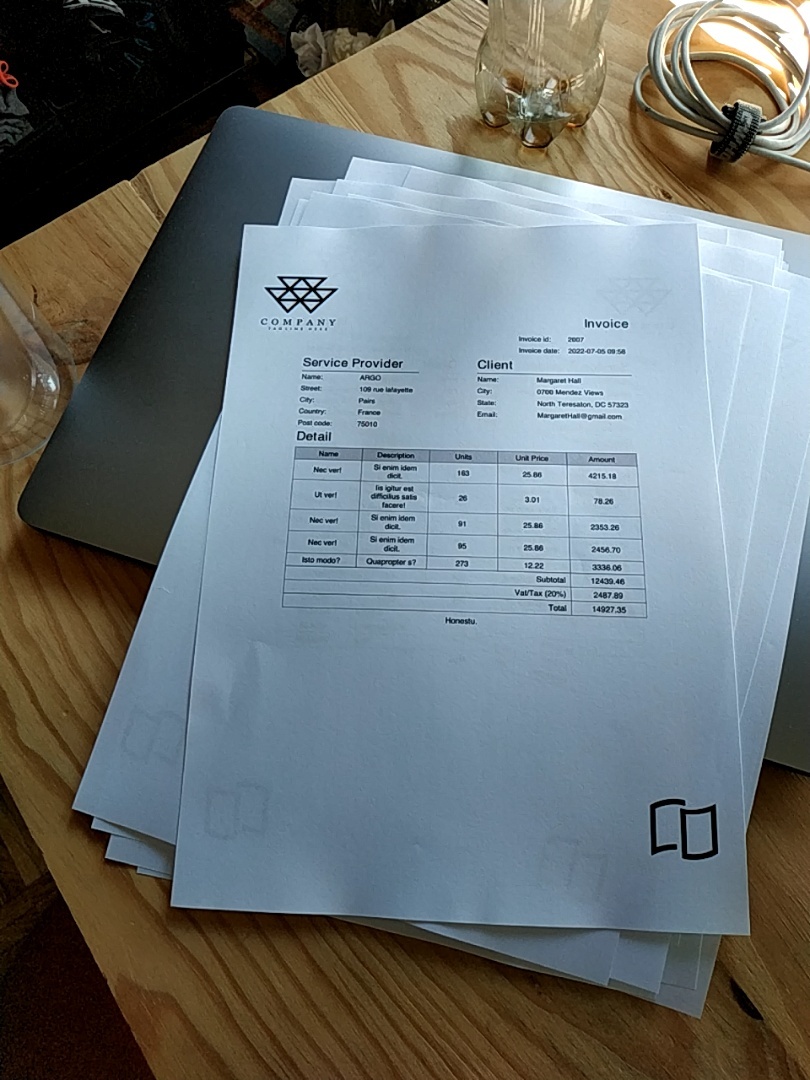 COMPANY
TAGLINE HERE
Invoice
Invoice id: 2607
Invoice date: 2022-07-05 09:56
Service Provider
Name: ARGO
Street: 109 rue lafayette
City: Pairs
Country: France
Post code: 75010
Client
Name: Margaret Hall
City: 0700 Mendez Views
State: North Teresaton, DC 57323
Email: MargaretHall@gmail.com
Detail
Name Description Units Unit Price Amount
Nec ver! Si enim idem dicit. 163 25.86 4215.18
Ut ver! Iis igitur est difficilius satis facere! 26 3.01 78.26
Nec ver! Si enim idem dicit. 91 25.86 2353.26
Nec ver! Si enim idem dicit. 95 25.86 2456.70
Isto modo? Quapropter s? 273 12.22 3336.06
Subtotal 12439.46
Vat/Tax (20%) 2487.89
Total 14927.35
Honestu.